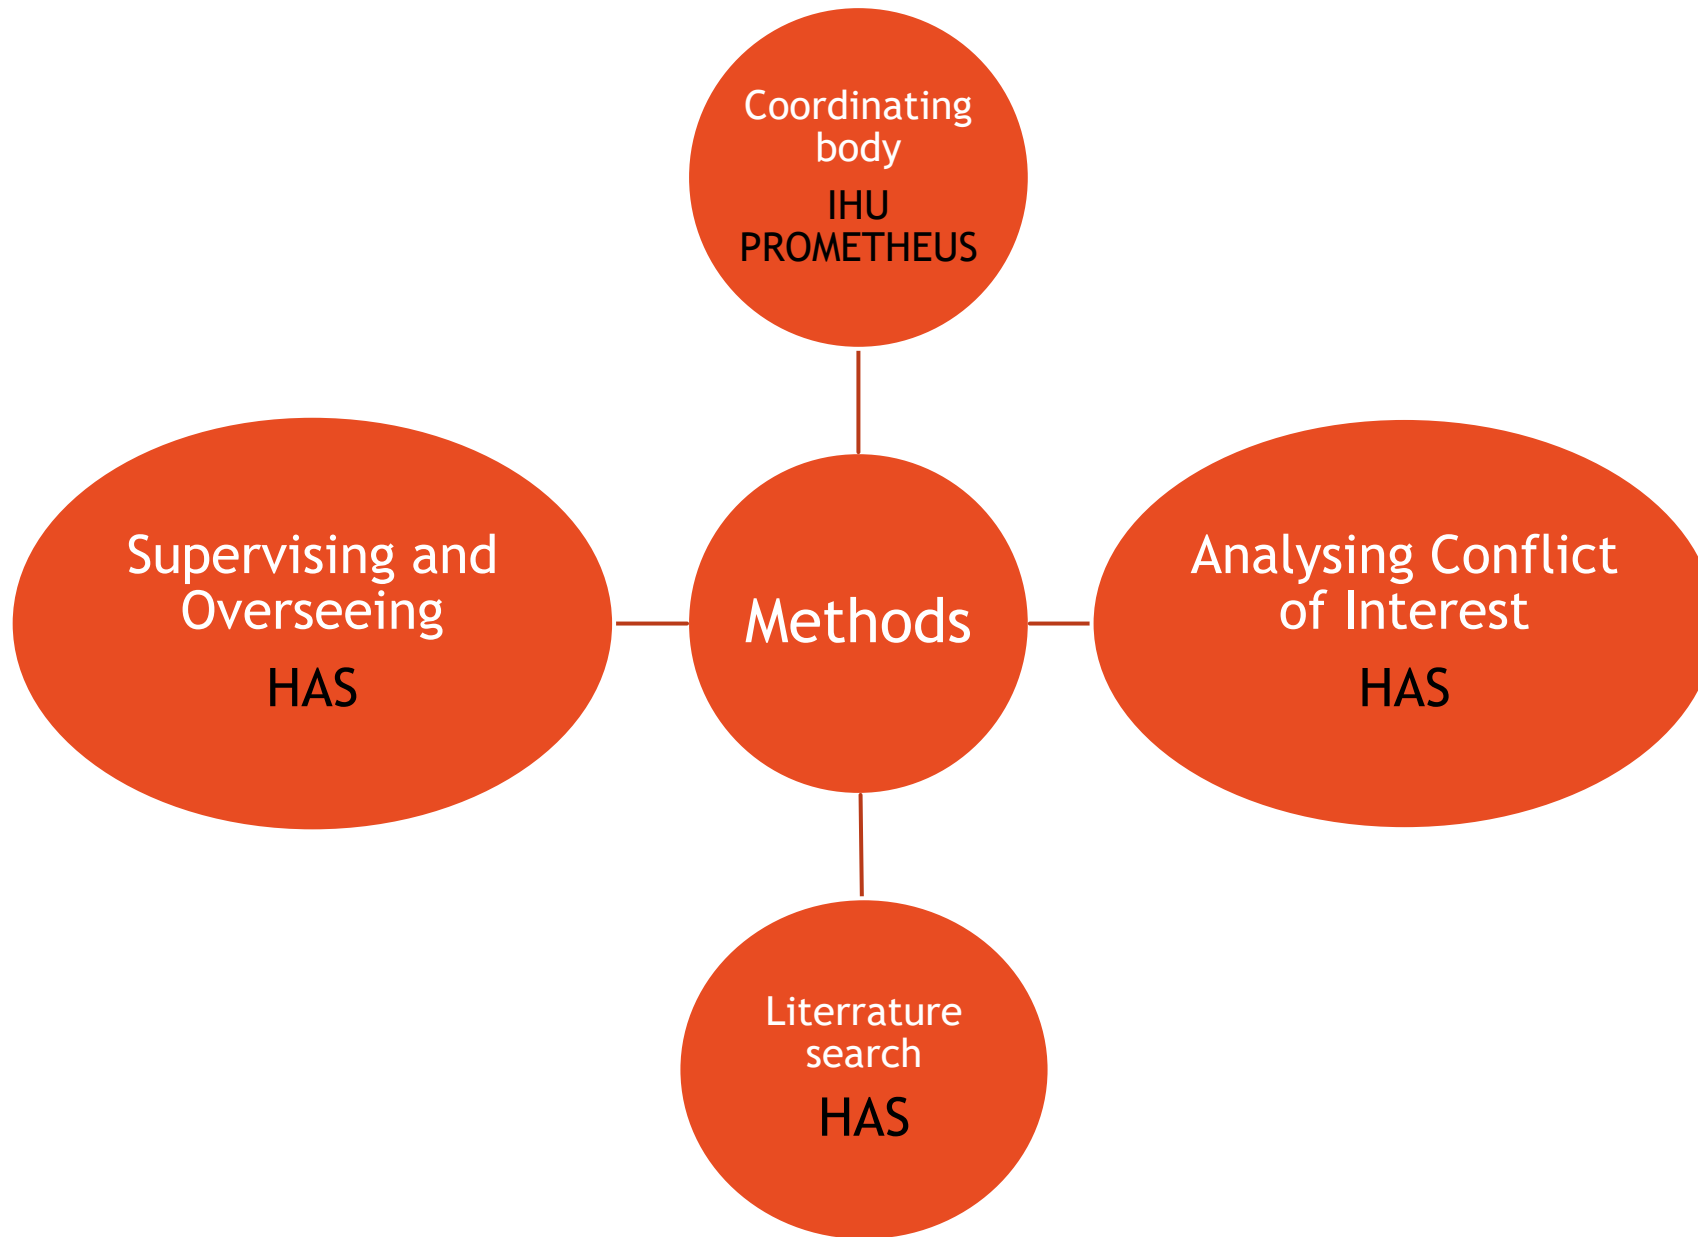 Coordinating
body
IHU
PROMETHEUS
Supervising and
Overseeing
HAS
Methods
Analysing Conflict
of Interest
HAS
Literrature
search
HAS